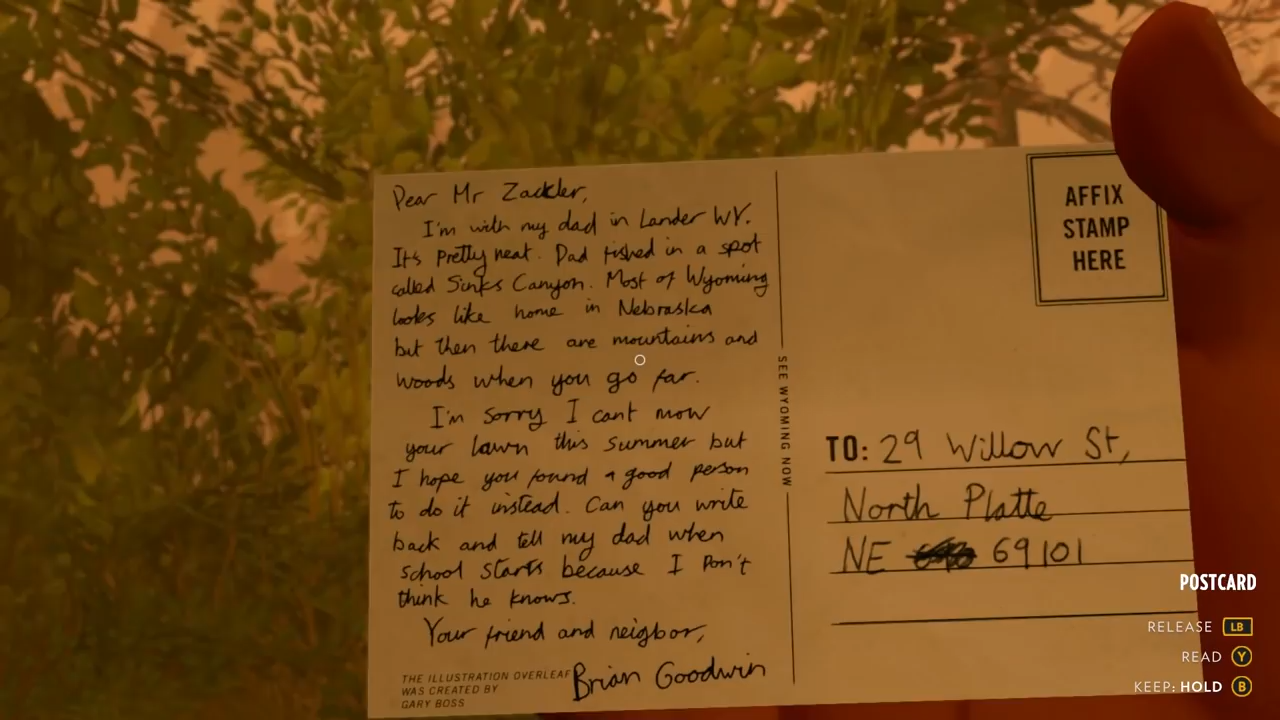 Dear Mr Zackler,
I'm with my dad in Lander WY.
It's pretty neat. Dad fished in a spot
called Sinks Canyon. Most of Wyoming
looks like home in Nebraska
but then there are mountains and
woods when you go far.
I'm sorry I cant mow
your lawn this summer but
I hope you found a good person
to do it instead. Can you write
back and tell my dad when
school starts because I Don't
think he knows.
Your friend and neigbor,
Brian Goodwin
THE ILLUSTRATION OVERLEAF
WAS CREATED BY
GARY BOSS
SEE WYOMING NOW
AFFIX
STAMP
HERE
TO: 29 Willow St,
North Platte
NE 69101
POSTCARD
RELEASE LB
READ Y
KEEP: HOLD B